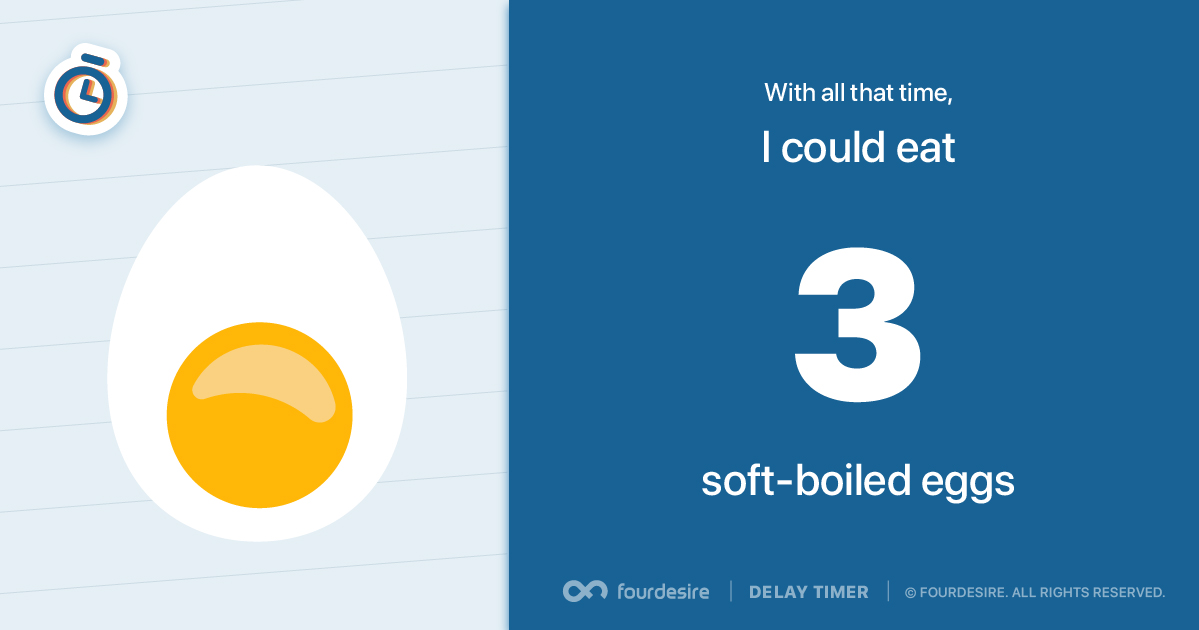 With all that time,
I could eat
3
soft-boiled eggs
fourdesire | DELAY TIMER | © FOURDESIRE. ALL RIGHTS RESERVED.